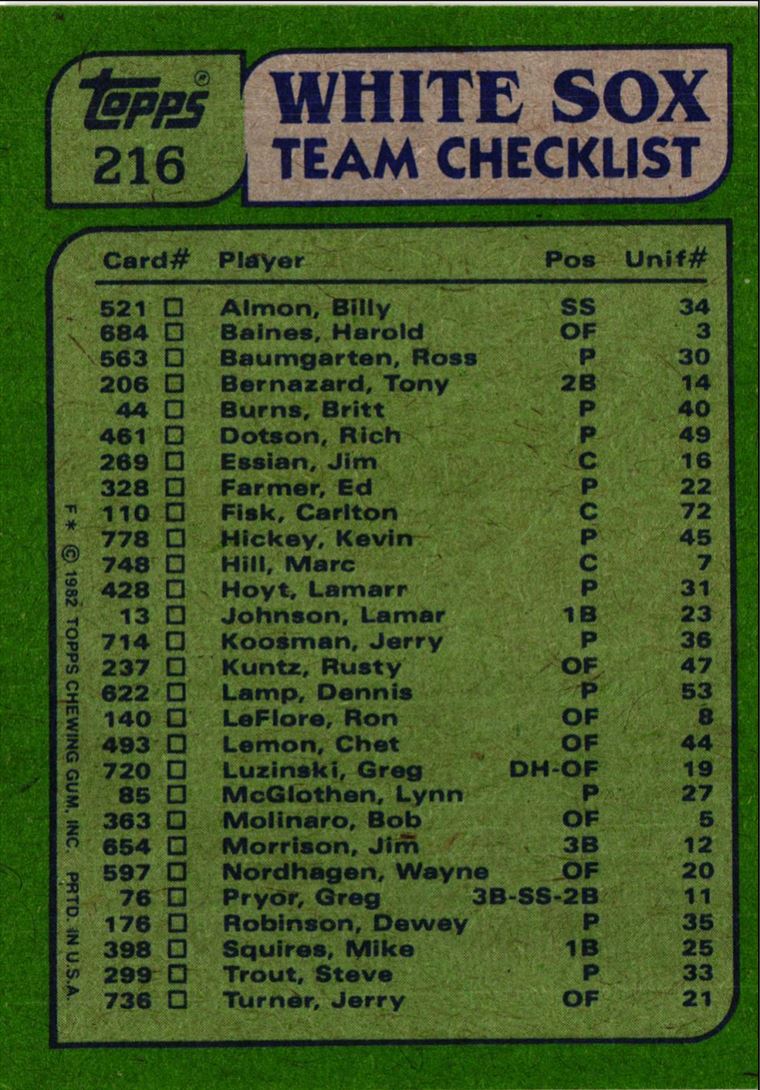 Topps ®
216
WHITE SOX
TEAM CHECKLIST
Card# Player Pos Unif#
521 □ Almon, Billy SS 34
684 □ Baines, Harold OF 3
563 □ Baumgarten, Ross P 30
206 □ Bernazard, Tony 2B 14
44 □ Burns, Britt P 40
461 □ Dotson, Rich P 49
269 □ Essian, Jim C 16
328 □ Farmer, Ed P 22
110 □ Fisk, Carlton C 72
778 □ Hickey, Kevin P 45
748 □ Hill, Marc C 7
428 □ Hoyt, Lamarr P 31
13 □ Johnson, Lamar 1B 23
714 □ Koosman, Jerry P 36
237 □ Kuntz, Rusty OF 47
622 □ Lamp, Dennis P 53
140 □ LeFlore, Ron OF 8
493 □ Lemon, Chet OF 44
720 □ Luzinski, Greg DH-OF 19
85 □ McGlothen, Lynn P 27
363 □ Molinaro, Bob OF 5
654 □ Morrison, Jim 3B 12
597 □ Nordhagen, Wayne OF 20
76 □ Pryor, Greg 3B-SS-2B 11
176 □ Robinson, Dewey P 35
398 □ Squires, Mike 1B 25
299 □ Trout, Steve P 33
736 □ Turner, Jerry OF 21
F * © 1982 TOPPS CHEWING GUM, INC. PRTD. IN U.S.A.